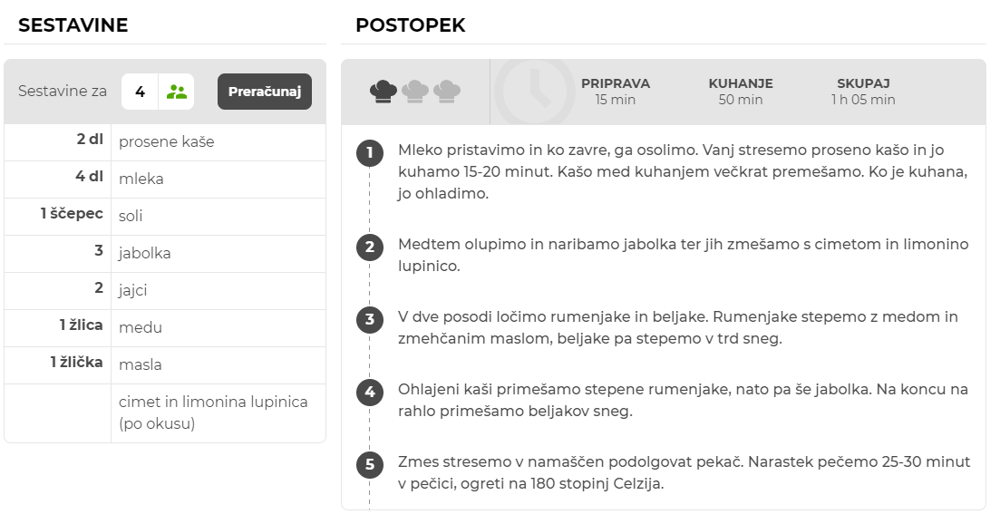 SESTAVINE
Sestavine za 4 Preračunaj
2 dl prosene kaše
4 dl mleka
1 ščepec soli
3 jabolka
2 jajci
1 žlica medu
1 žlička masla
cimet in limonina lupinica
(po okusu)
POSTOPEK
PRIPRAVA KUHANJE SKUPAJ
15 min 50 min 1 h 05 min
1 Mleko pristavimo in ko zavre, ga osolimo. Vanj stresemo proseno kašo in jo
kuhamo 15-20 minut. Kašo med kuhanjem večkrat premešamo. Ko je kuhana,
jo ohladimo.
2 Medtem olupimo in naribamo jabolka ter jih zmešamo s cimetom in limonino
lupinico.
3 V dve posodi ločimo rumenjake in beljake. Rumenjake stepemo z medom in
zmehčanim maslom, beljake pa stepemo v trd sneg.
4 Ohlajeni kaši primešamo stepene rumenjake, nato pa še jabolka. Na koncu na
rahlo primešamo beljakov sneg.
5 Zmes stresemo v namaščen podolgovat pekač. Narastek pečemo 25-30 minut
v pečici, ogreti na 180 stopinj Celzija.